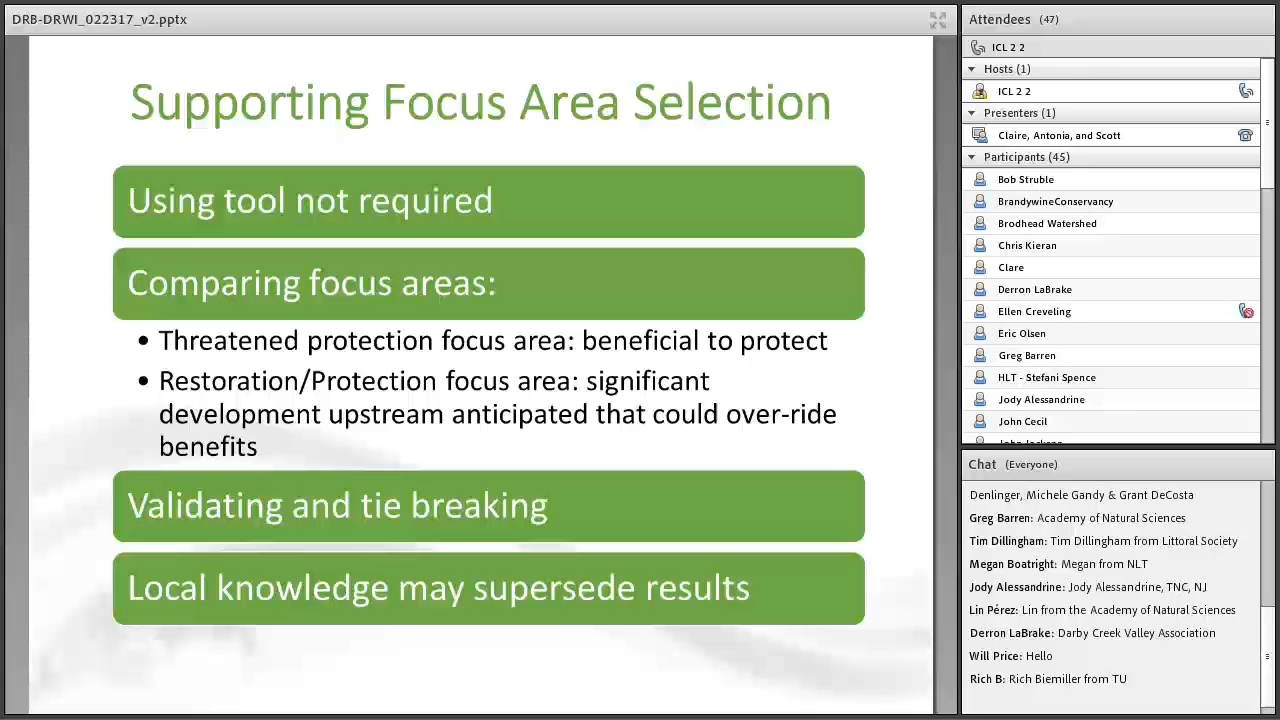 DRB-DRWI_022317_v2.pptx
Supporting Focus Area Selection
Using tool not required
Comparing focus areas:
• Threatened protection focus area: beneficial to protect
• Restoration/Protection focus area: significant
development upstream anticipated that could over-ride
benefits
Validating and tie breaking
Local knowledge may supersede results
Attendees (47)
ICL 2 2
Hosts (1)
ICL 2 2
Presenters (1)
Claire, Antonia, and Scott
Participants (45)
Bob Struble
BrandywineConservancy
Brodhead Watershed
Chris Kieran
Clare
Derron LaBrake
Ellen Creveling
Eric Olsen
Greg Barren
HLT - Stefani Spence
Jody Alessandrine
John Cecil
Chat (Everyone)
Denlinger, Michele Gandy & Grant DeCosta
Greg Barren: Academy of Natural Sciences
Tim Dillingham: Tim Dillingham from Littoral Society
Megan Boatright: Megan from NLT
Jody Alessandrine: Jody Alessandrine, TNC, NJ
Lin Pérez: Lin from the Academy of Natural Sciences
Derron LaBrake: Darby Creek Valley Association
Will Price: Hello
Rich B: Rich Biemiller from TU